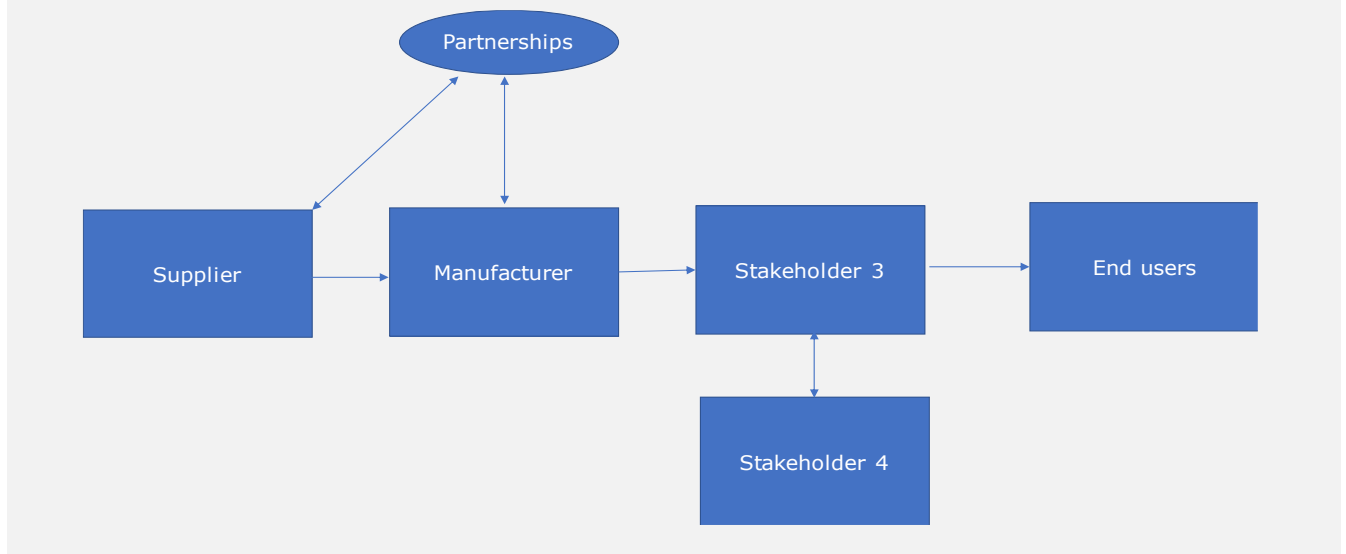 Partnerships
Supplier
Manufacturer
Stakeholder 3
End users
Stakeholder 4